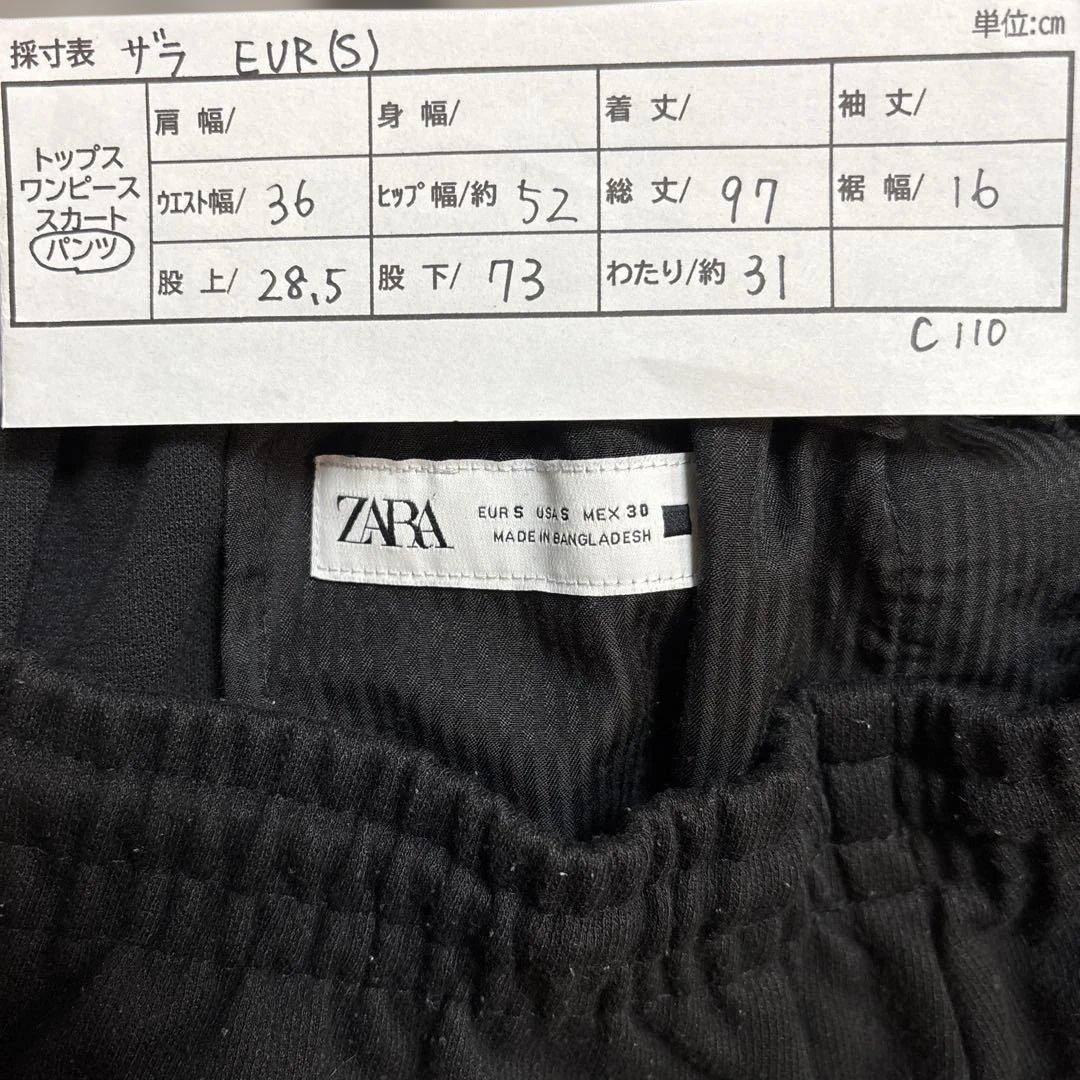 採寸表 ザラ EUR(S) 単位:cm
トップス
ワンピース
スカート
パンツ
肩 幅/ 身 幅/ 着 丈/ 袖 丈/
ウエスト幅/ 36 ヒップ幅/約 52 総 丈/ 97 裾 幅/ 16
股 上/ 28.5 股 下/ 73 わたり/約 31
C110
ZARA
EUR S USA S MEX 30
MADE IN BANGLADESH